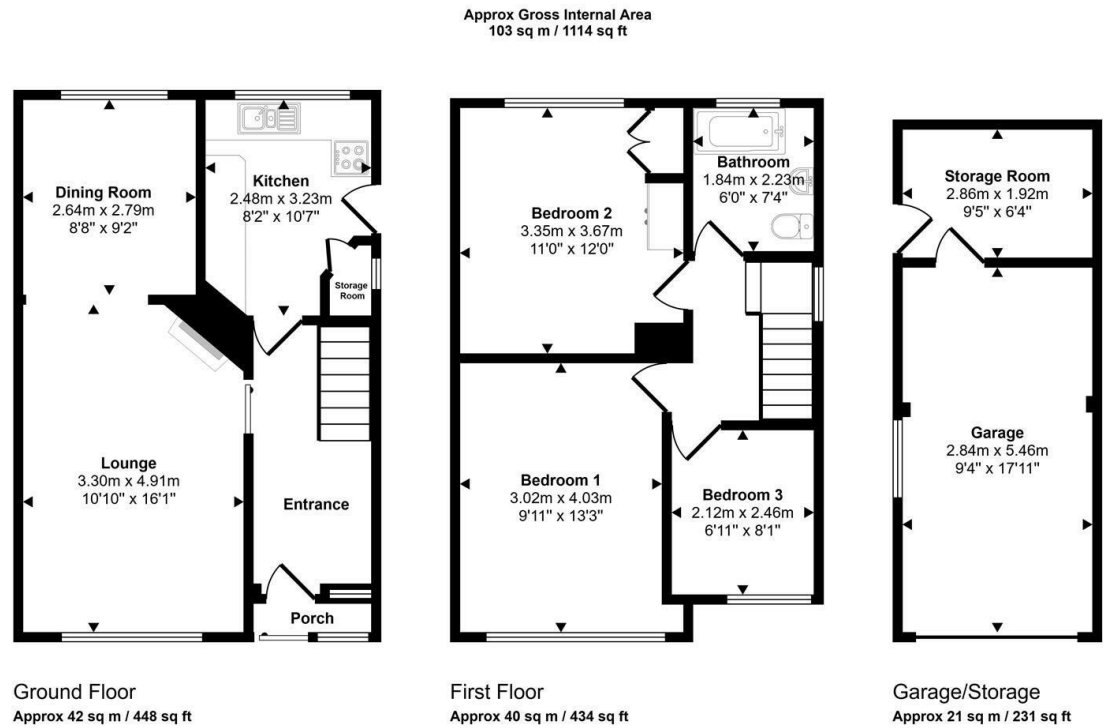 Approx Gross Internal Area
103 sq m / 1114 sq ft
Dining Room
2.64m x 2.79m
8'8" x 9'2"
Kitchen
2.48m x 3.23m
8'2" x 10'7"
Storage
Room
Lounge
3.30m x 4.91m
10'10" x 16'1"
Entrance
Porch
Ground Floor
Approx 42 sq m / 448 sq ft
Bedroom 2
3.35m x 3.67m
11'0" x 12'0"
Bathroom
1.84m x 2.23m
6'0" x 7'4"
Bedroom 1
3.02m x 4.03m
9'11" x 13'3"
Bedroom 3
2.12m x 2.46m
6'11" x 8'1"
First Floor
Approx 40 sq m / 434 sq ft
Storage Room
2.86m x 1.92m
9'5" x 6'4"
Garage
2.84m x 5.46m
9'4" x 17'11"
Garage/Storage
Approx 21 sq m / 231 sq ft